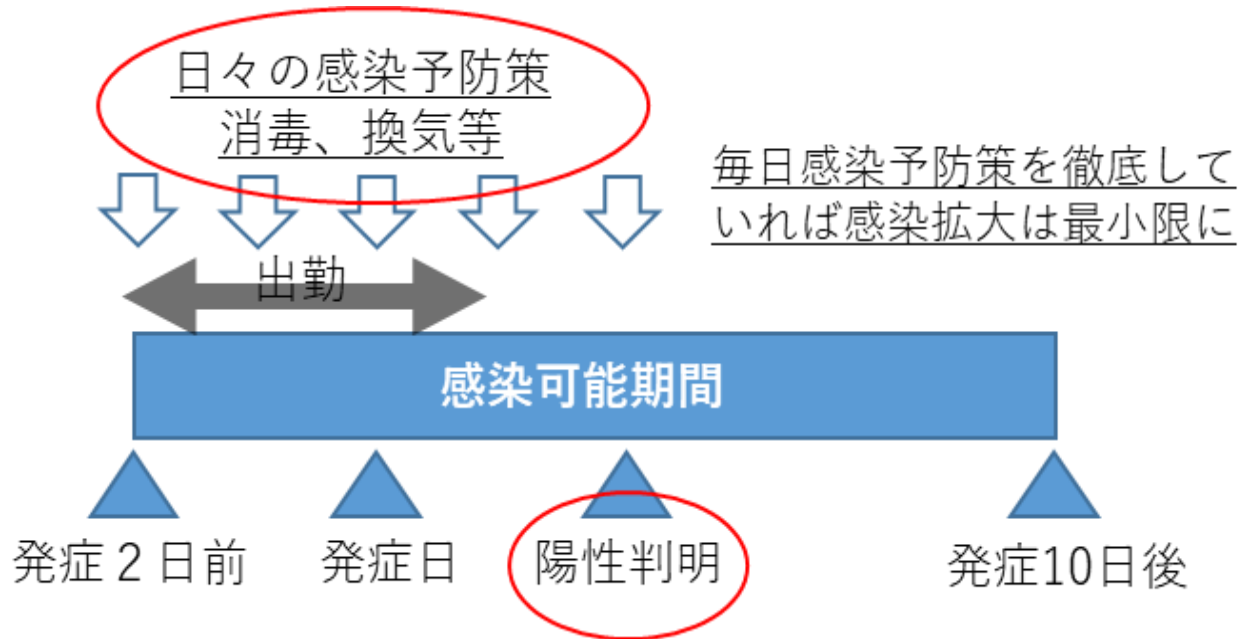 日々の感染予防策
消毒、換気等
毎日感染予防策を徹底して
いれば感染拡大は最小限に
出勤
感染可能期間
発症２日前
発症日
陽性判明
発症10日後